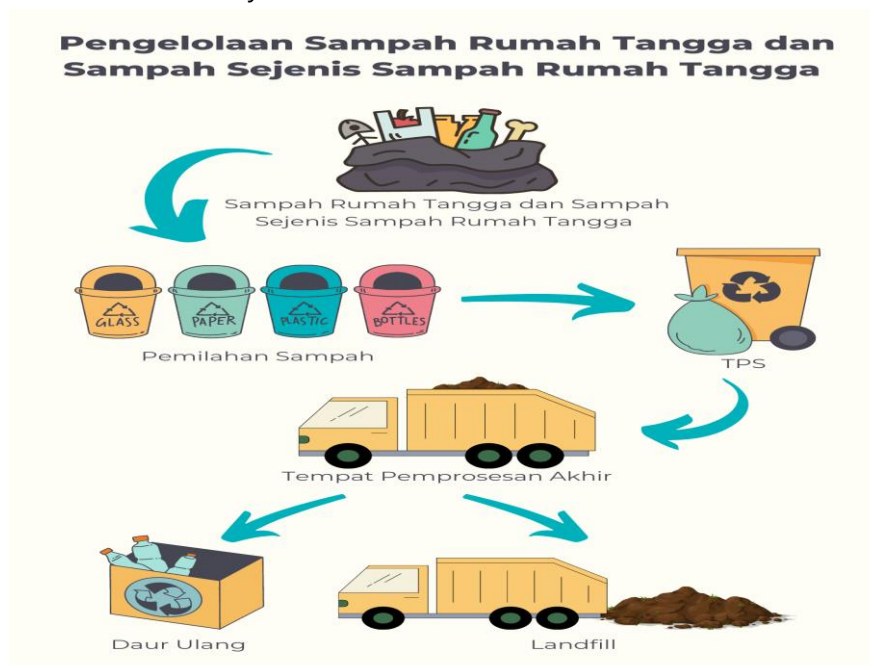 Pengelolaan Sampah Rumah Tangga dan
Sampah Sejenis Sampah Rumah Tangga
Sampah Rumah Tangga dan Sampah
Sejenis Sampah Rumah Tangga
GLASS
PAPER
PLASTIC
BOTTLES
Pemilahan Sampah
TPS
Tempat Pemprosesan Akhir
Daur Ulang
Landfill